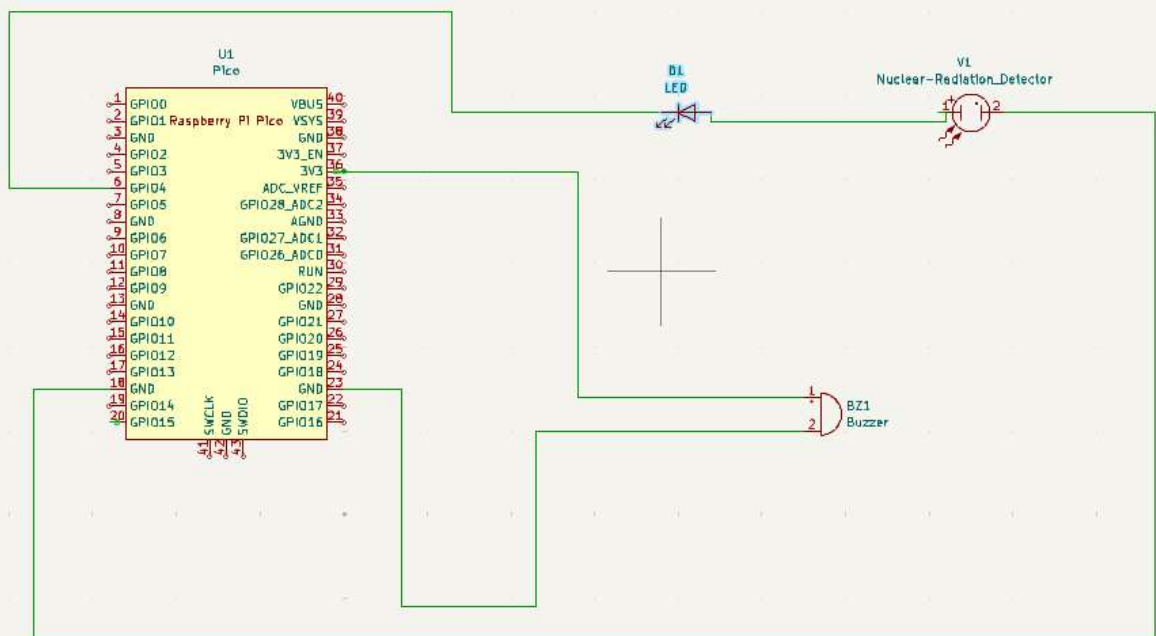 U1
Pico
Raspberry Pi Pico
1 GPIO0
2 GPIO1
3 GND
4 GPIO2
5 GPIO3
6 GPIO4
7 GPIO5
8 GND
9 GPIO6
10 GPIO7
11 GPIO8
12 GPIO9
13 GND
14 GPIO10
15 GPIO11
16 GPIO12
17 GPIO13
18 GND
19 GPIO14
20 GPIO15
VBUS 40
VSYS 39
GND 38
3V3_EN 37
3V3 36
ADC_VREF 35
GPIO28_ADC2 34
AGND 33
GPIO27_ADC1 32
GPIO26_ADC0 31
RUN 30
GPIO22 29
GND 28
GPIO21 27
GPIO20 26
GPIO19 25
GPIO18 24
GND 23
GPIO17 22
GPIO16 21
SWCLK 41
GND 42
SWDIO 43
D1
LED
V1
Nuclear-Radiation_Detector
1 + 2
1 +
2
BZ1
Buzzer